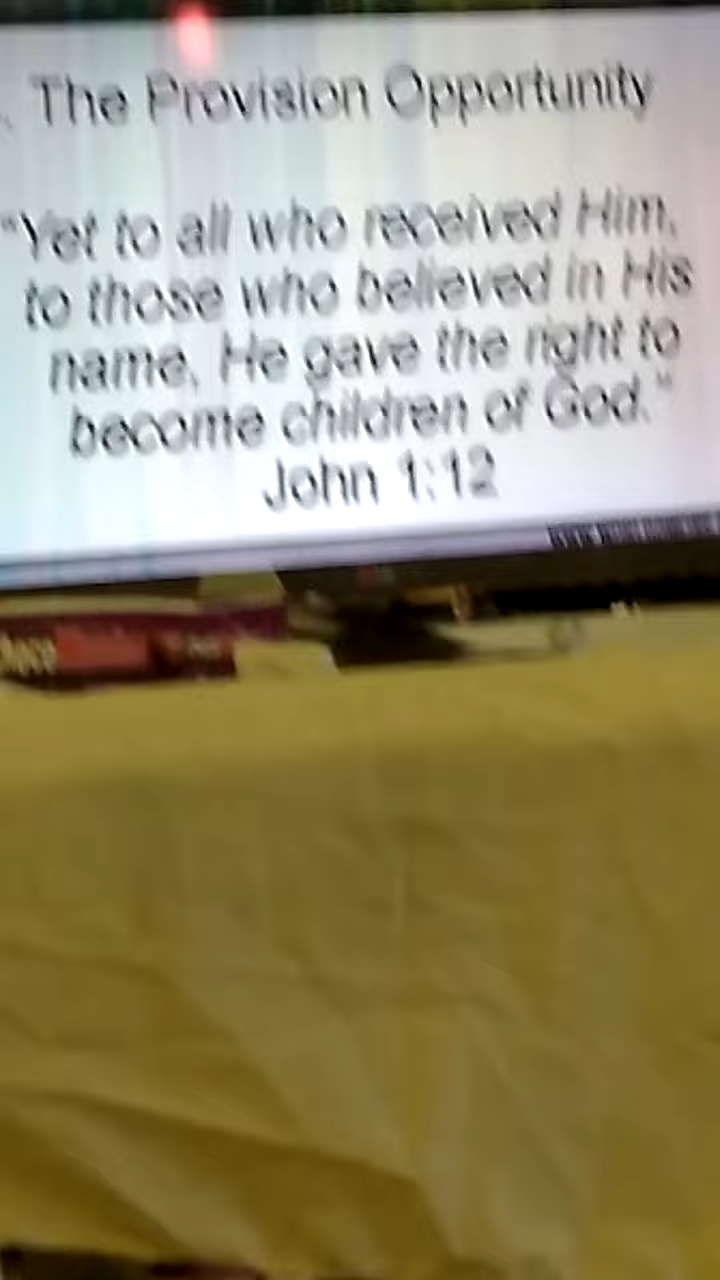 The Provision Opportunity
"Yet to all who received Him,
to those who believed in His
name, He gave the right to
become children of God."
John 1:12